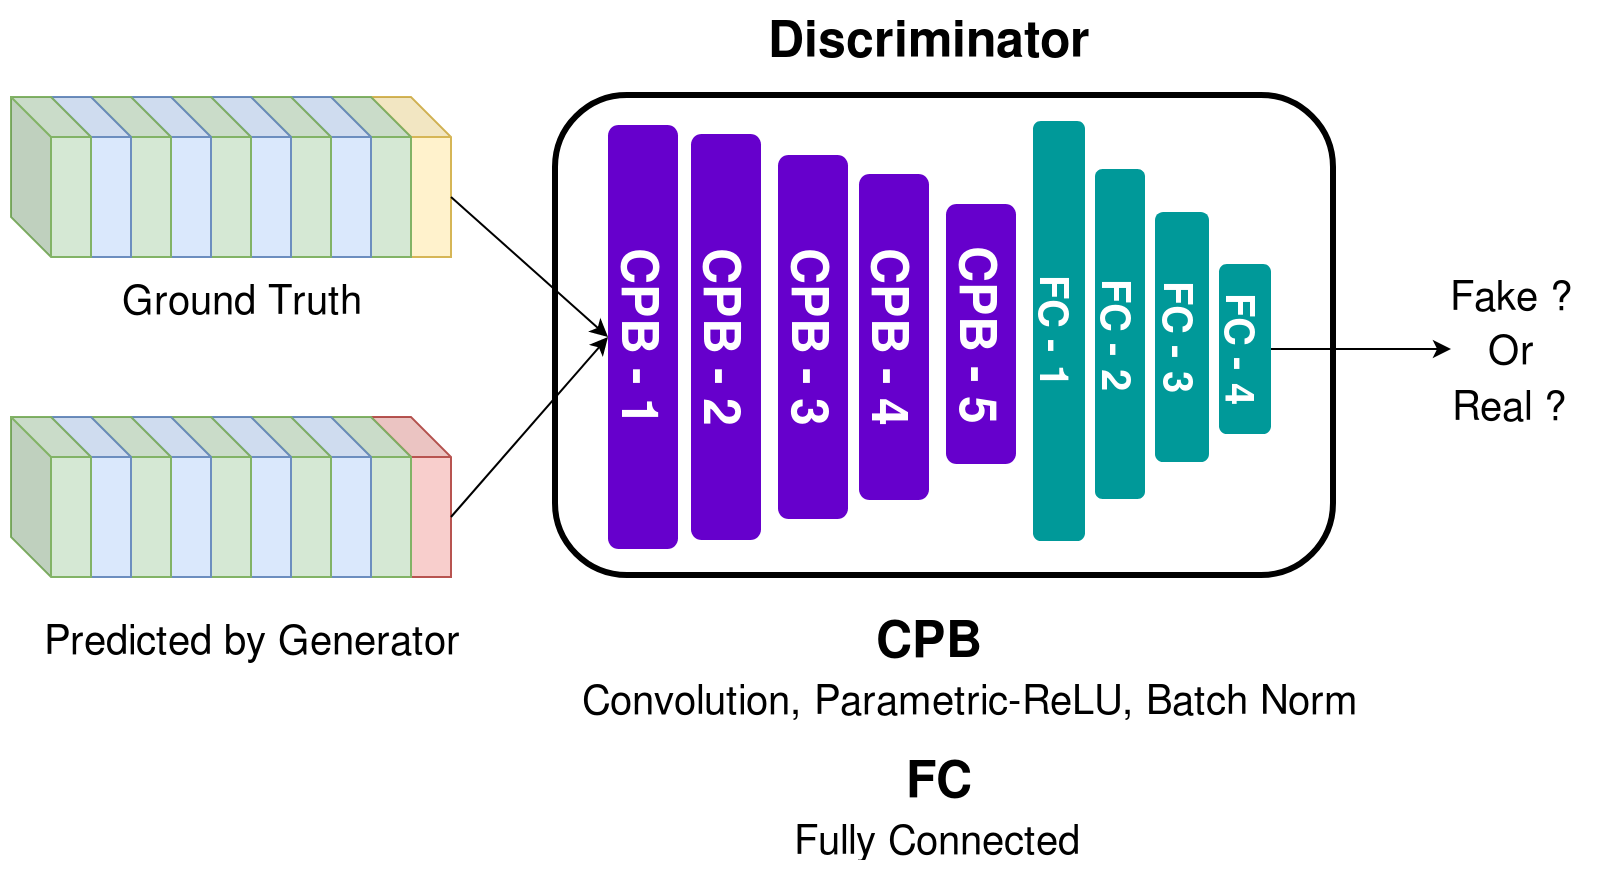 Discriminator
Ground Truth
Predicted by Generator
CPB - 1
CPB - 2
CPB - 3
CPB - 4
CPB - 5
FC - 1
FC - 2
FC - 3
FC - 4
Fake ?
Or
Real ?
CPB
Convolution, Parametric-ReLU, Batch Norm
FC
Fully Connected